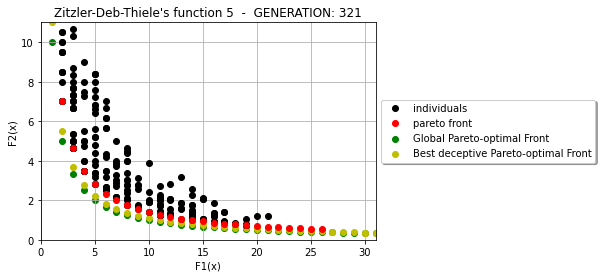 Zitzler-Deb-Thiele's function 5 - GENERATION: 321
10
8
6
4
2
0
F2(x)
0 5 10 15 20 25 30
F1(x)
individuals
pareto front
Global Pareto-optimal Front
Best deceptive Pareto-optimal Front